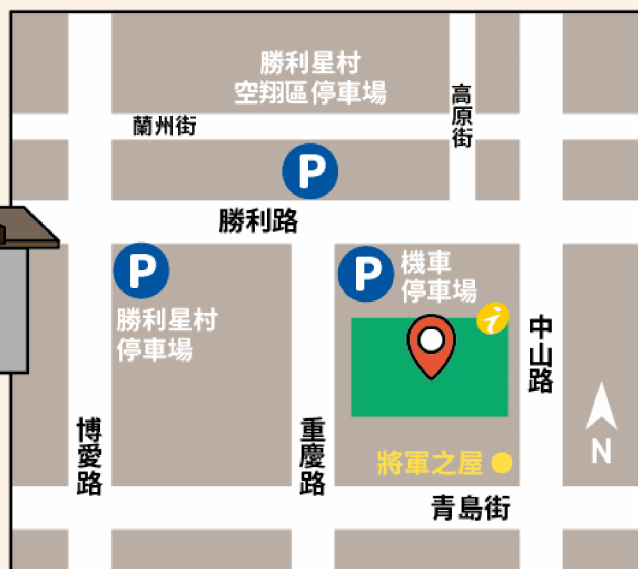 勝利星村
空翔區停車場
高原街
蘭州街
P
勝利路
P
勝利星村
停車場
P
機車
停車場
i
中山路
博愛路
重慶路
N
將軍之屋
青島街